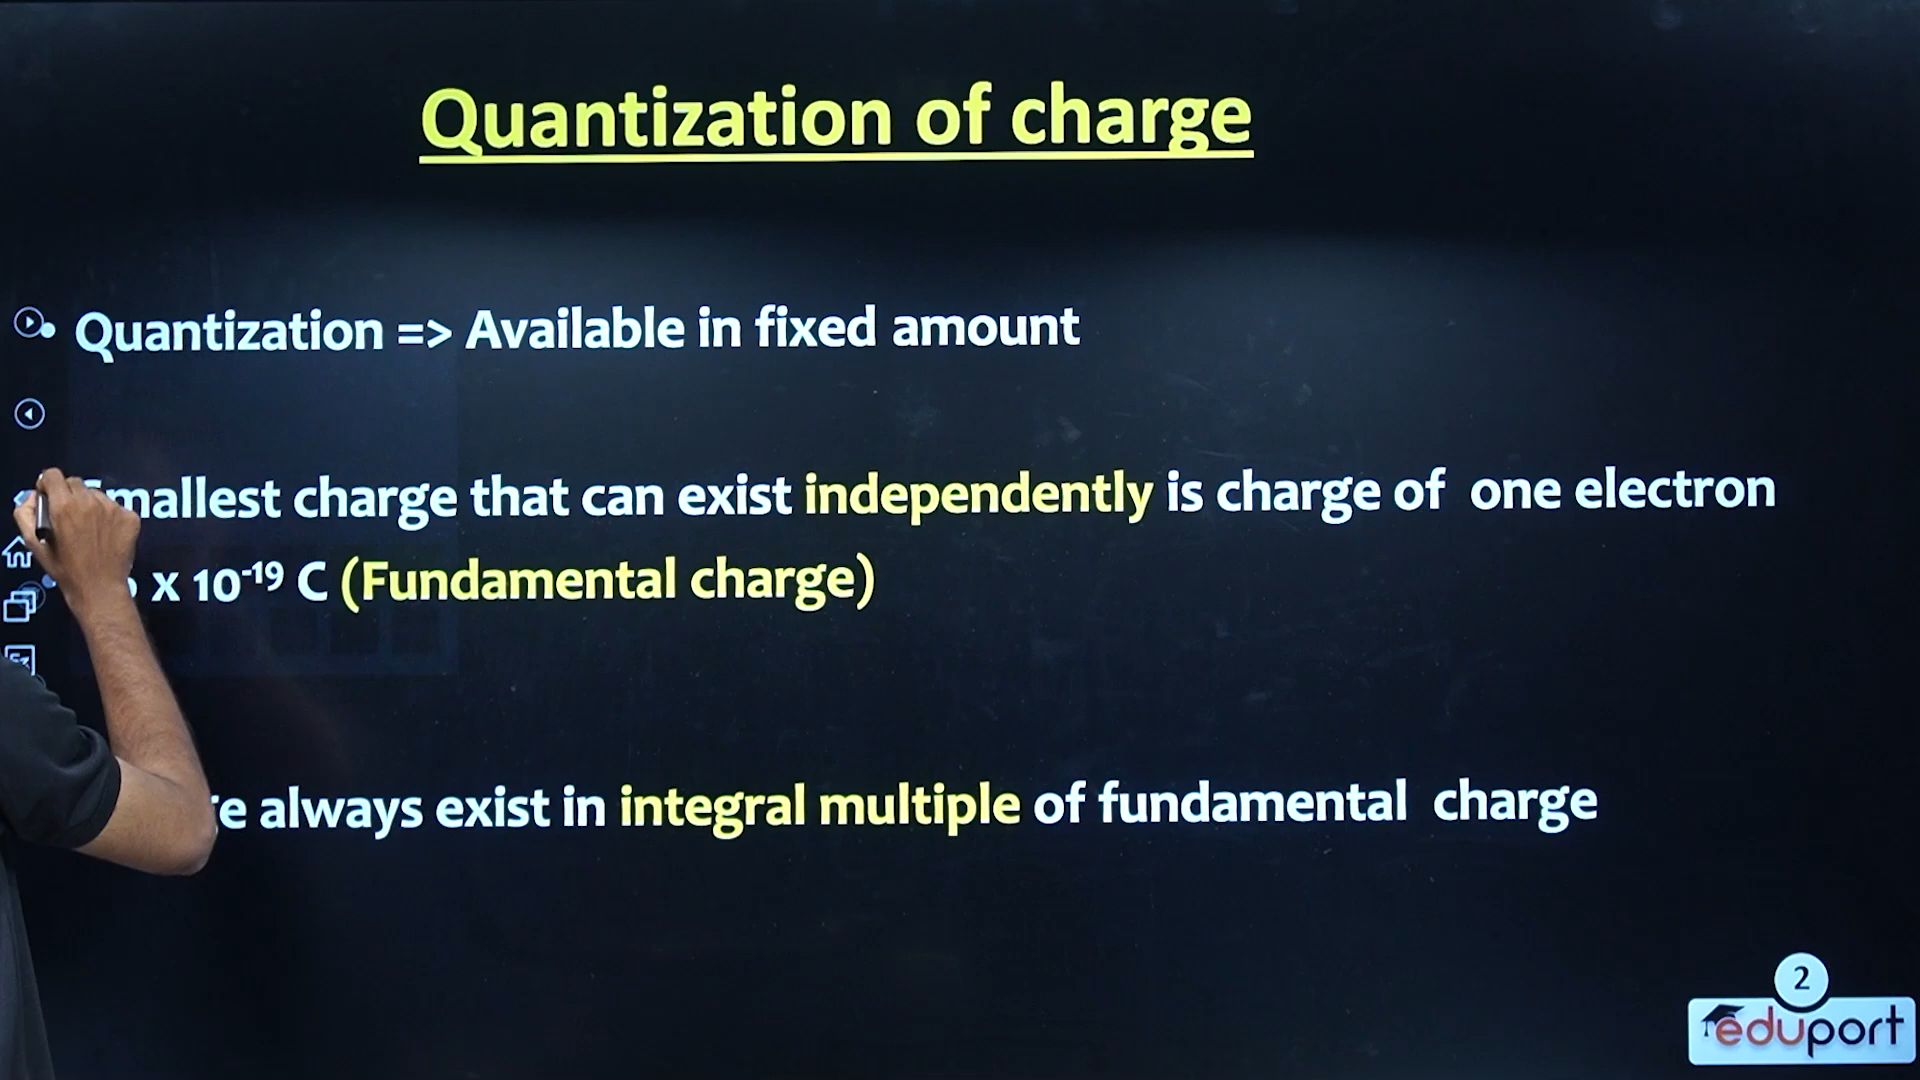 Quantization of charge
Quantization => Available in fixed amount
Smallest charge that can exist independently is charge of one electron
x 10⁻¹⁹ C (Fundamental charge)
always exist in integral multiple of fundamental charge
2
eduport